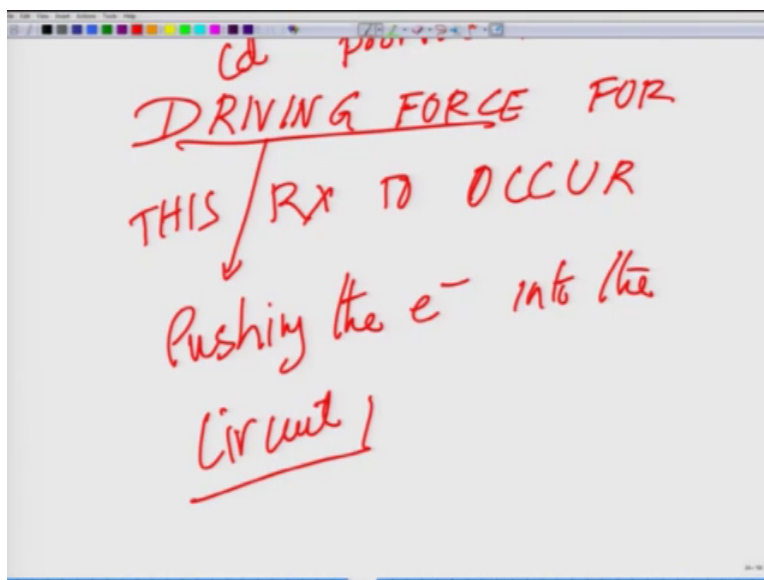 Cd
DRIVING FORCE FOR
THIS RX TO OCCUR
Pushing the e⁻ into the
Circuit